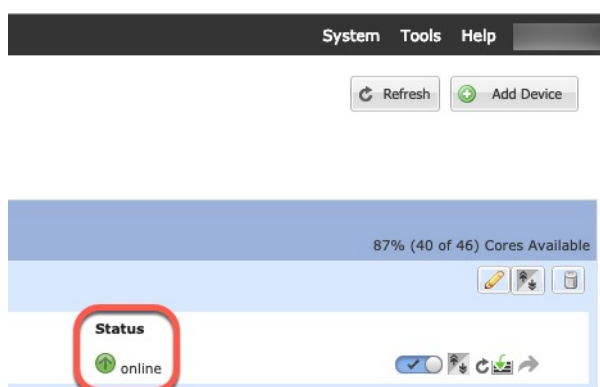 System Tools Help
Refresh Add Device
87% (40 of 46) Cores Available
Status
online